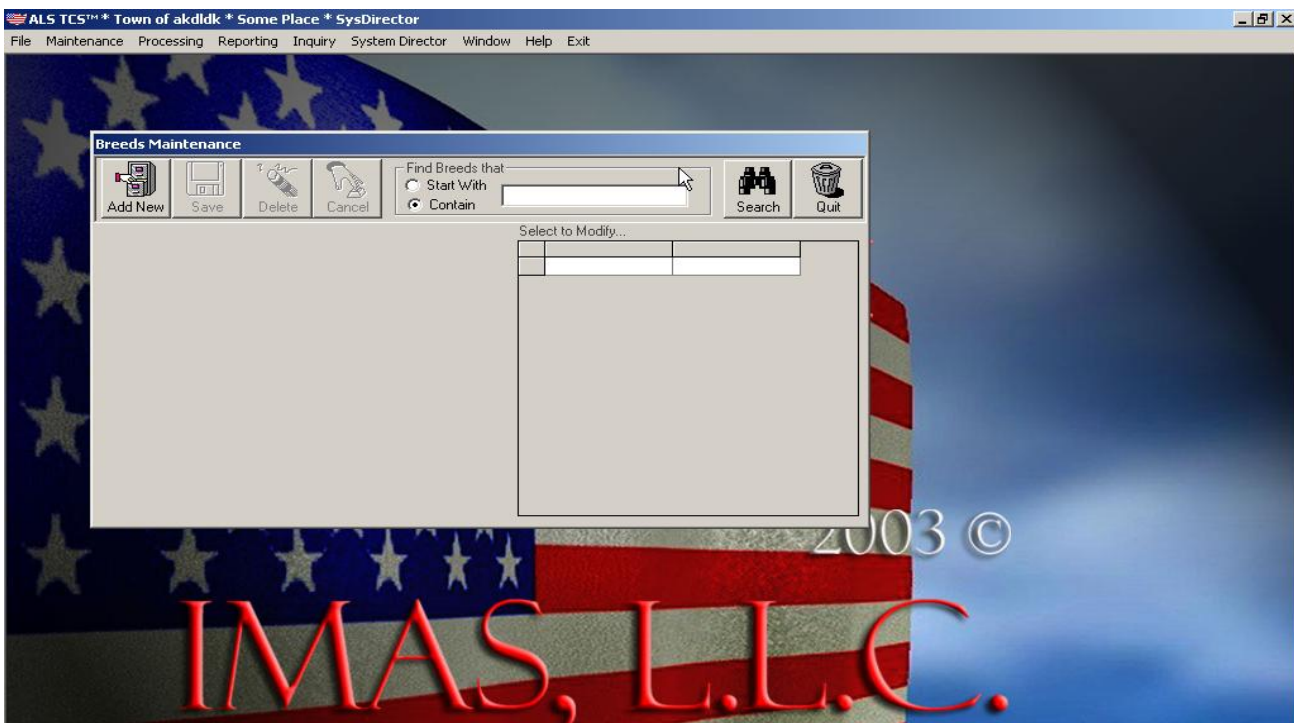 ALS TCS™ * Town of akdldk * Some Place * SysDirector
File Maintenance Processing Reporting Inquiry System Director Window Help Exit
Breeds Maintenance
Add New Save Delete Cancel
Find Breeds that
Start With
Contain
Search Quit
Select to Modify...
2003 ©
IMAS, L.L.C.